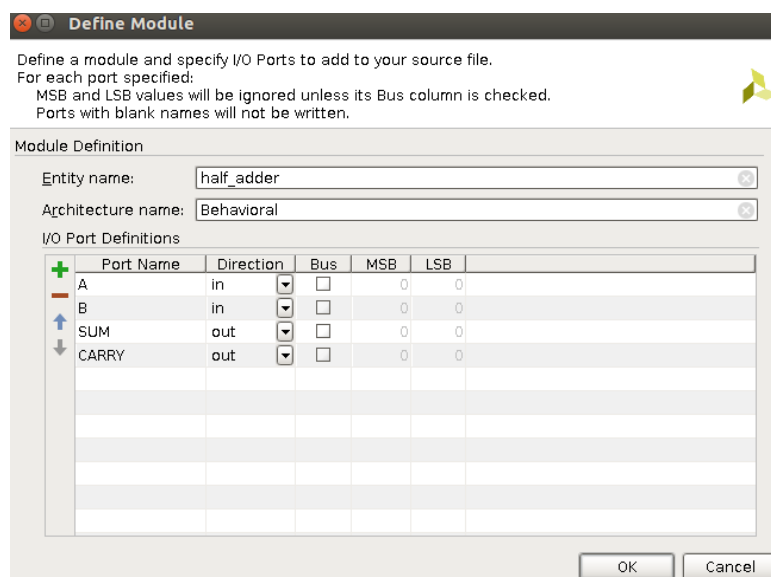 Define Module
Define a module and specify I/O Ports to add to your source file.
For each port specified:
MSB and LSB values will be ignored unless its Bus column is checked.
Ports with blank names will not be written.
Module Definition
Entity name: half_adder
Architecture name: Behavioral
I/O Port Definitions
Port Name Direction Bus MSB LSB
A in 0 0
B in 0 0
SUM out 0 0
CARRY out 0 0
OK Cancel